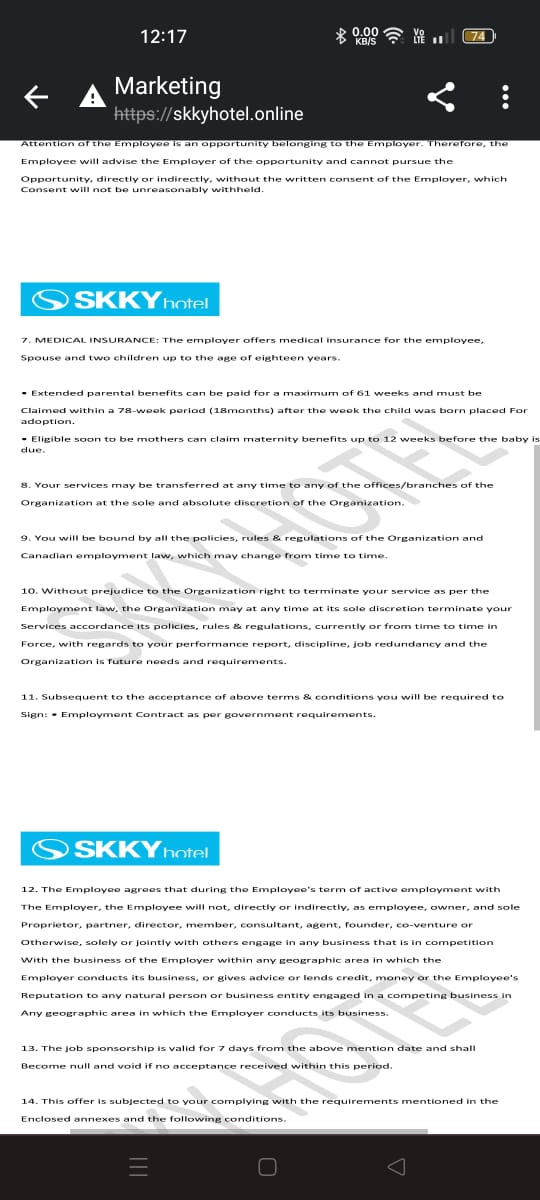 12:17
0.00 KB/S
Vo LTE
74
Marketing
https://skkyhotel.online
Attention of the Employee is an opportunity belonging to the Employer. Therefore, the
Employee will advise the Employer of the opportunity and cannot pursue the
Opportunity, directly or indirectly, without the written consent of the Employer, which
Consent will not be unreasonably withheld.
SKKY hotel
7. MEDICAL INSURANCE: The employer offers medical insurance for the employee,
Spouse and two children up to the age of eighteen years.
• Extended parental benefits can be paid for a maximum of 61 weeks and must be
Claimed within a 78-week period (18months) after the week the child was born placed For
adoption.
• Eligible soon to be mothers can claim maternity benefits up to 12 weeks before the baby is
due.
8. Your services may be transferred at any time to any of the offices/branches of the
Organization at the sole and absolute discretion of the Organization.
9. You will be bound by all the policies, rules & regulations of the Organization and
Canadian employment law, which may change from time to time.
10. Without prejudice to the Organization right to terminate your service as per the
Employment law, the Organization may at any time at its sole discretion terminate your
Services accordance its policies, rules & regulations, currently or from time to time in
Force, with regards to your performance report, discipline, job redundancy and the
Organization is future needs and requirements.
11. Subsequent to the acceptance of above terms & conditions you will be required to
Sign: • Employment Contract as per government requirements.
SKKY HOTEL
SKKY hotel
12. The Employee agrees that during the Employee's term of active employment with
The Employer, the Employee will not, directly or indirectly, as employee, owner, and sole
Proprietor, partner, director, member, consultant, agent, founder, co-venture or
Otherwise, solely or jointly with others engage in any business that is in competition
With the business of the Employer within any geographic area in which the
Employer conducts its business, or gives advice or lends credit, money or the Employee's
Reputation to any natural person or business entity engaged in a competing business in
Any geographic area in which the Employer conducts its business.
13. The job sponsorship is valid for 7 days from the above mention date and shall
Become null and void if no acceptance received within this period.
14. This offer is subjected to your complying with the requirements mentioned in the
Enclosed annexes and the following conditions.
KY HOTEL